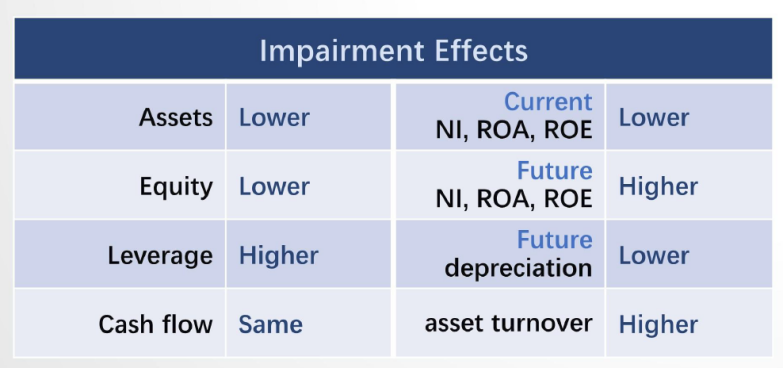 Impairment Effects
Assets Lower
Current
NI, ROA, ROE Lower
Equity Lower
Future
NI, ROA, ROE Higher
Leverage Higher
Future
depreciation Lower
Cash flow Same
asset turnover Higher